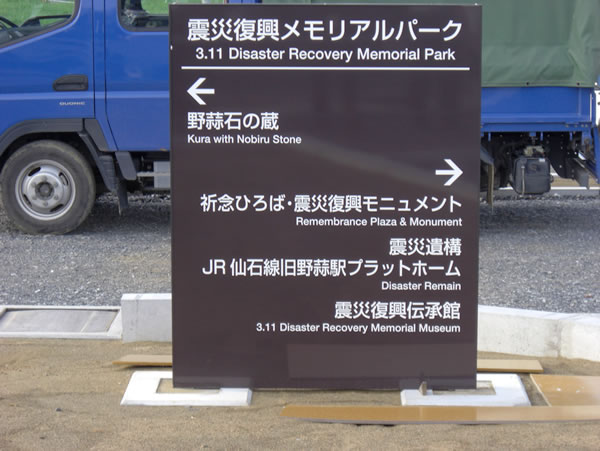 震災復興メモリアルパーク
3.11 Disaster Recovery Memorial Park
←
野蒜石の蔵
Kura with Nobiru Stone
→
祈念ひろば・震災復興モニュメント
Remembrance Plaza & Monument
震災遺構
JR 仙石線旧野蒜駅プラットホーム
Disaster Remain
震災復興伝承館
3.11 Disaster Recovery Memorial Museum
DUONIC